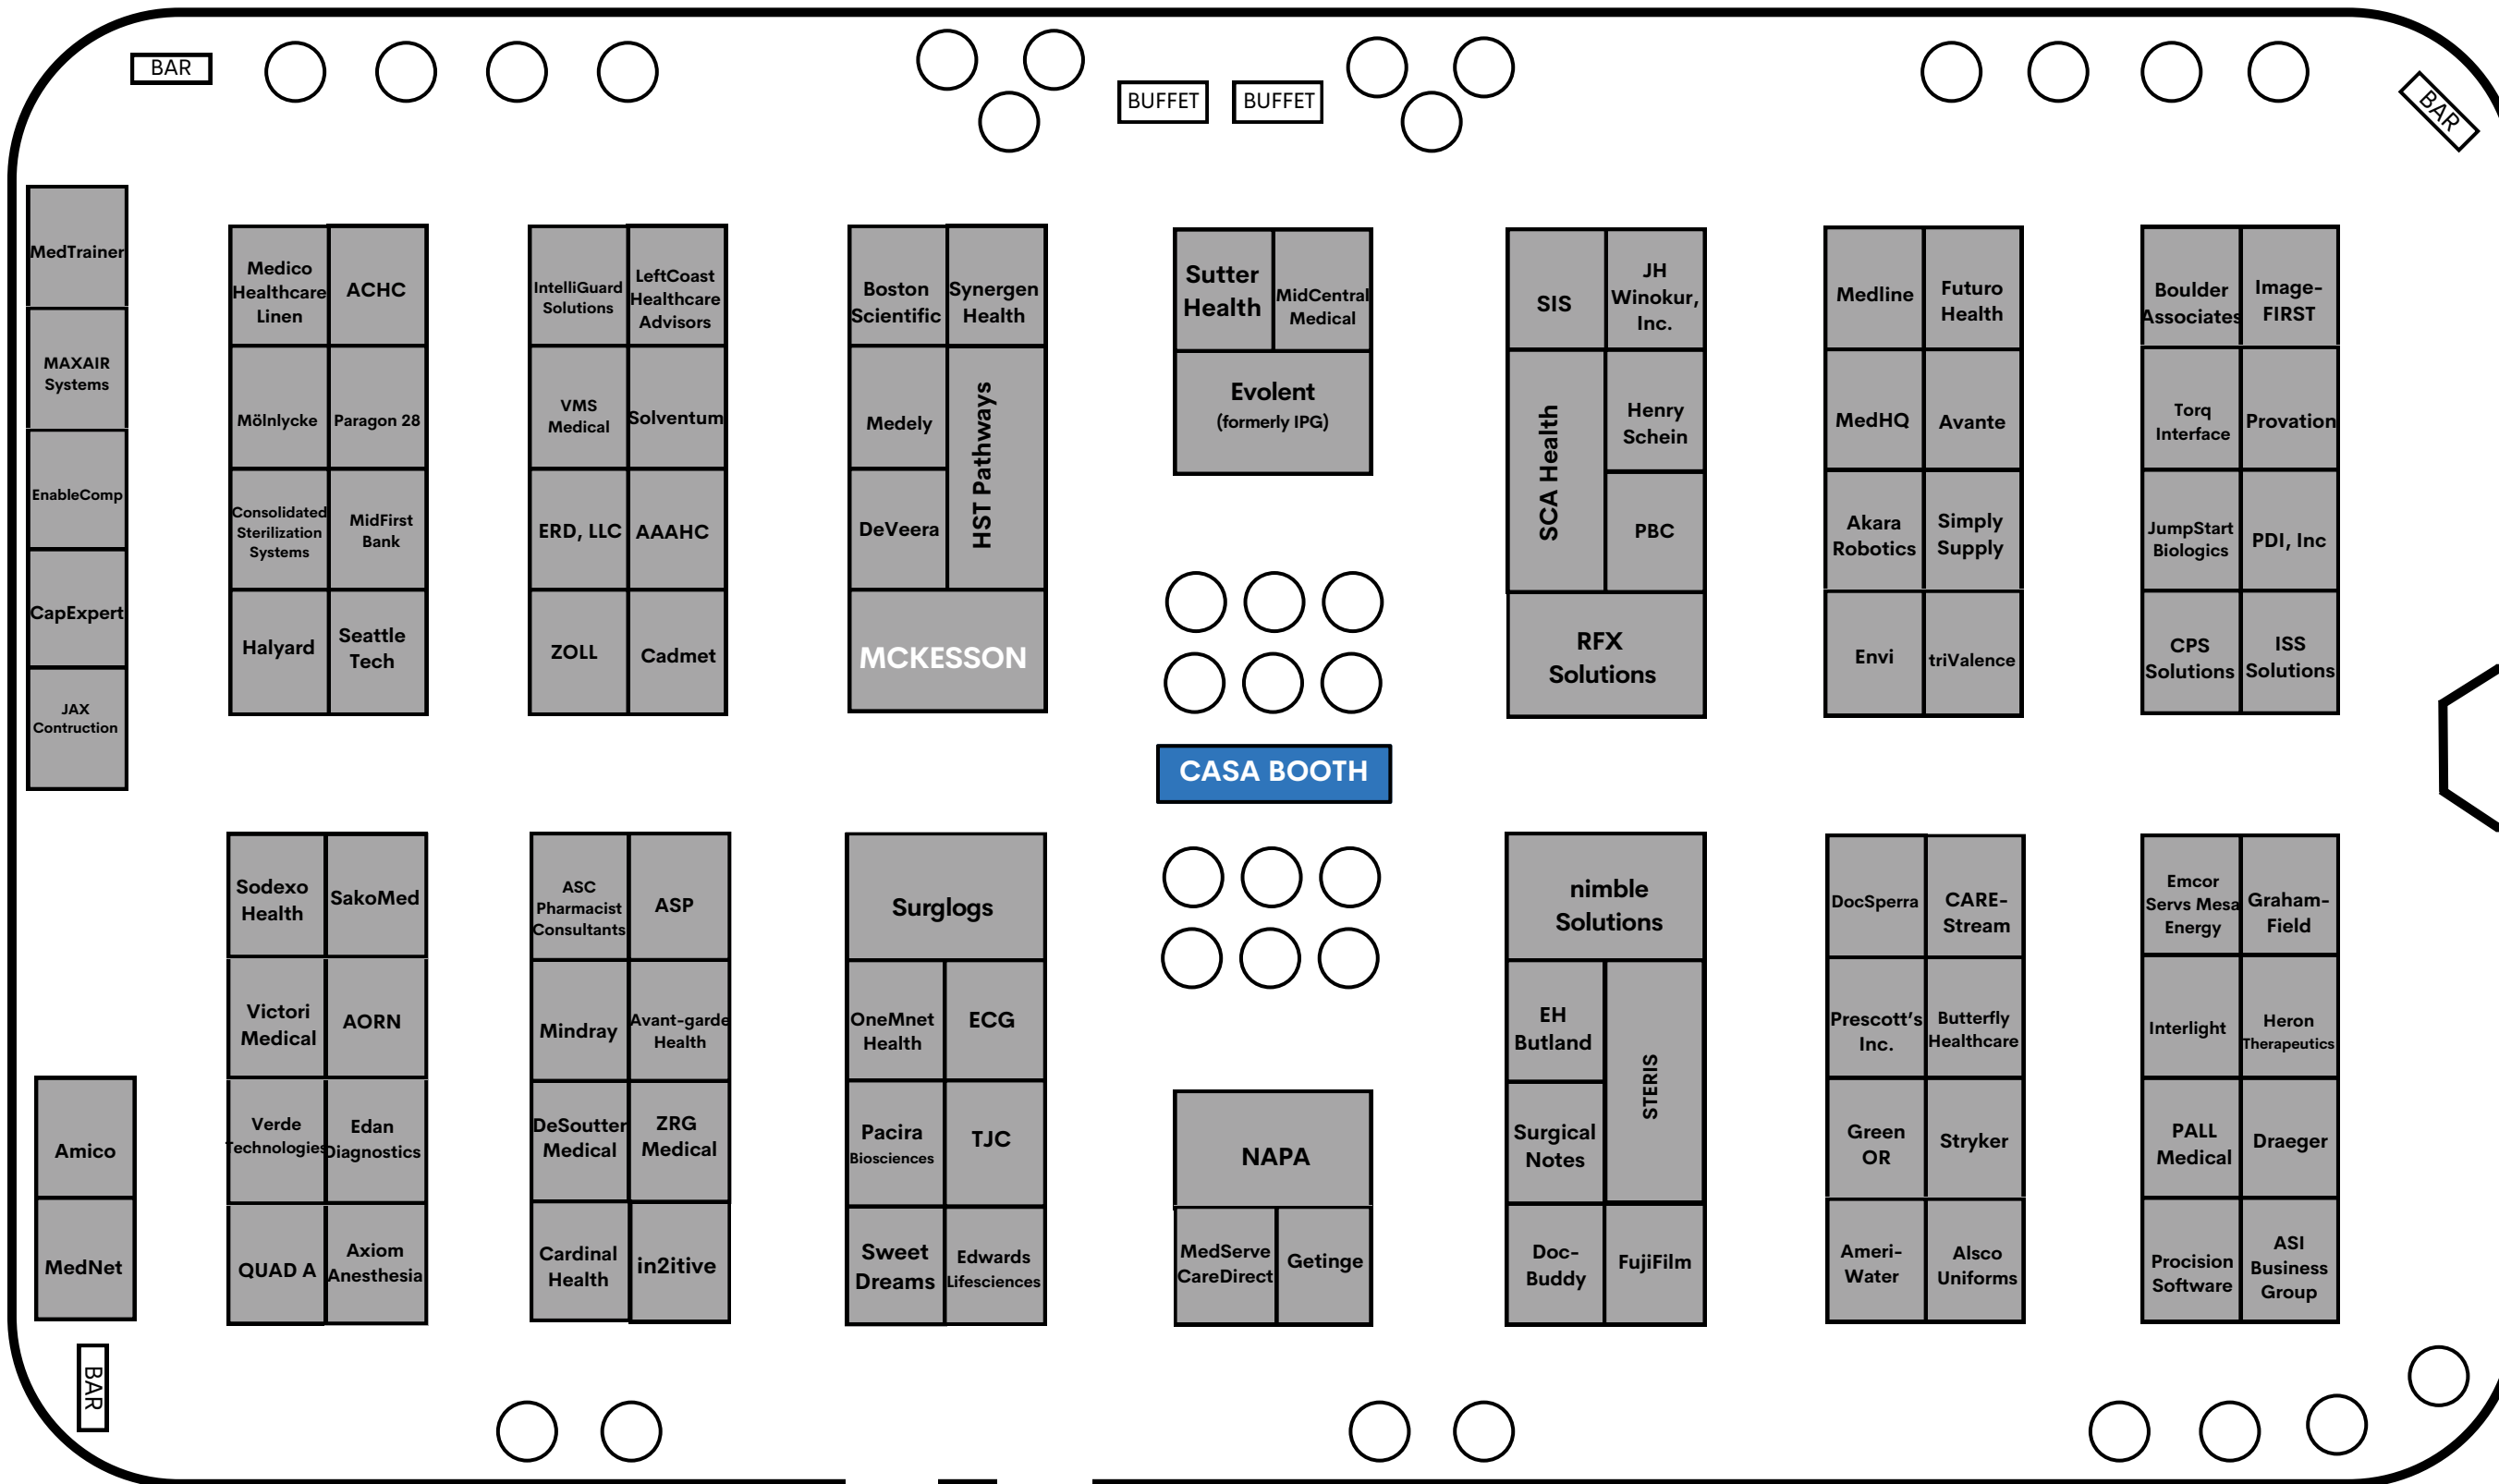 BAR
BUFFET
BUFFET
BAR
MedTrainer
MAXAIR
Systems
EnableComp
CapExpert
JAX
Contruction
Medico
Healthcare
Linen
ACHC
Mölnlycke
Paragon 28
Consolidated
Sterilization
Systems
MidFirst
Bank
Halyard
Seattle
Tech
IntelliGuard
Solutions
LeftCoast
Healthcare
Advisors
VMS
Medical
Solventum
ERD, LLC
AAAHC
ZOLL
Cadmet
Boston
Scientific
Synergen
Health
Medely
HST Pathways
DeVeera
MCKESSON
Sutter
Health
MidCentral
Medical
Evolent
(formerly IPG)
SIS
JH
Winokur,
Inc.
SCA Health
Henry
Schein
PBC
RFX
Solutions
Medline
Futuro
Health
MedHQ
Avante
Akara
Robotics
Simply
Supply
Envi
triValence
Boulder
Associates
Image-
FIRST
Torq
Interface
Provation
JumpStart
Biologics
PDI, Inc
CPS
Solutions
ISS
Solutions
CASA BOOTH
Amico
MedNet
BAR
Sodexo
Health
SakoMed
Victori
Medical
AORN
Verde
Technologies
Edan
Diagnostics
QUAD A
Axiom
Anesthesia
ASC
Pharmacist
Consultants
ASP
Mindray
Avant-garde
Health
DeSoutter
Medical
ZRG
Medical
Cardinal
Health
in2itive
Surglogs
OneMnet
Health
ECG
Pacira
Biosciences
TJC
Sweet
Dreams
Edwards
Lifesciences
NAPA
MedServe
CareDirect
Getinge
nimble
Solutions
EH
Butland
STERIS
Surgical
Notes
Doc-
Buddy
FujiFilm
DocSperra
CARE-
Stream
Prescott's
Inc.
Butterfly
Healthcare
Green
OR
Stryker
Ameri-
Water
Alsco
Uniforms
Emcor
Servs Mesa
Energy
Graham-
Field
Interlight
Heron
Therapeutics
PALL
Medical
Draeger
Procision
Software
ASI
Business
Group